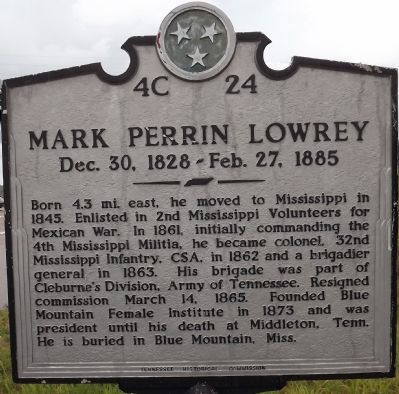 4C 24
MARK PERRIN LOWREY
Dec. 30, 1828 - Feb. 27, 1885
Born 4.3 mi. east, he moved to Mississippi in
1845. Enlisted in 2nd Mississippi Volunteers for
Mexican War. In 1861, initially commanding the
4th Mississippi Militia, he became colonel, 32nd
Mississippi Infantry, CSA, in 1862 and a brigadier
general in 1863. His brigade was part of
Cleburne's Division, Army of Tennessee. Resigned
commission March 14, 1865. Founded Blue
Mountain Female Institute in 1873 and was
president until his death at Middleton, Tenn.
He is buried in Blue Mountain, Miss.
TENNESSEE HISTORICAL COMMISSION